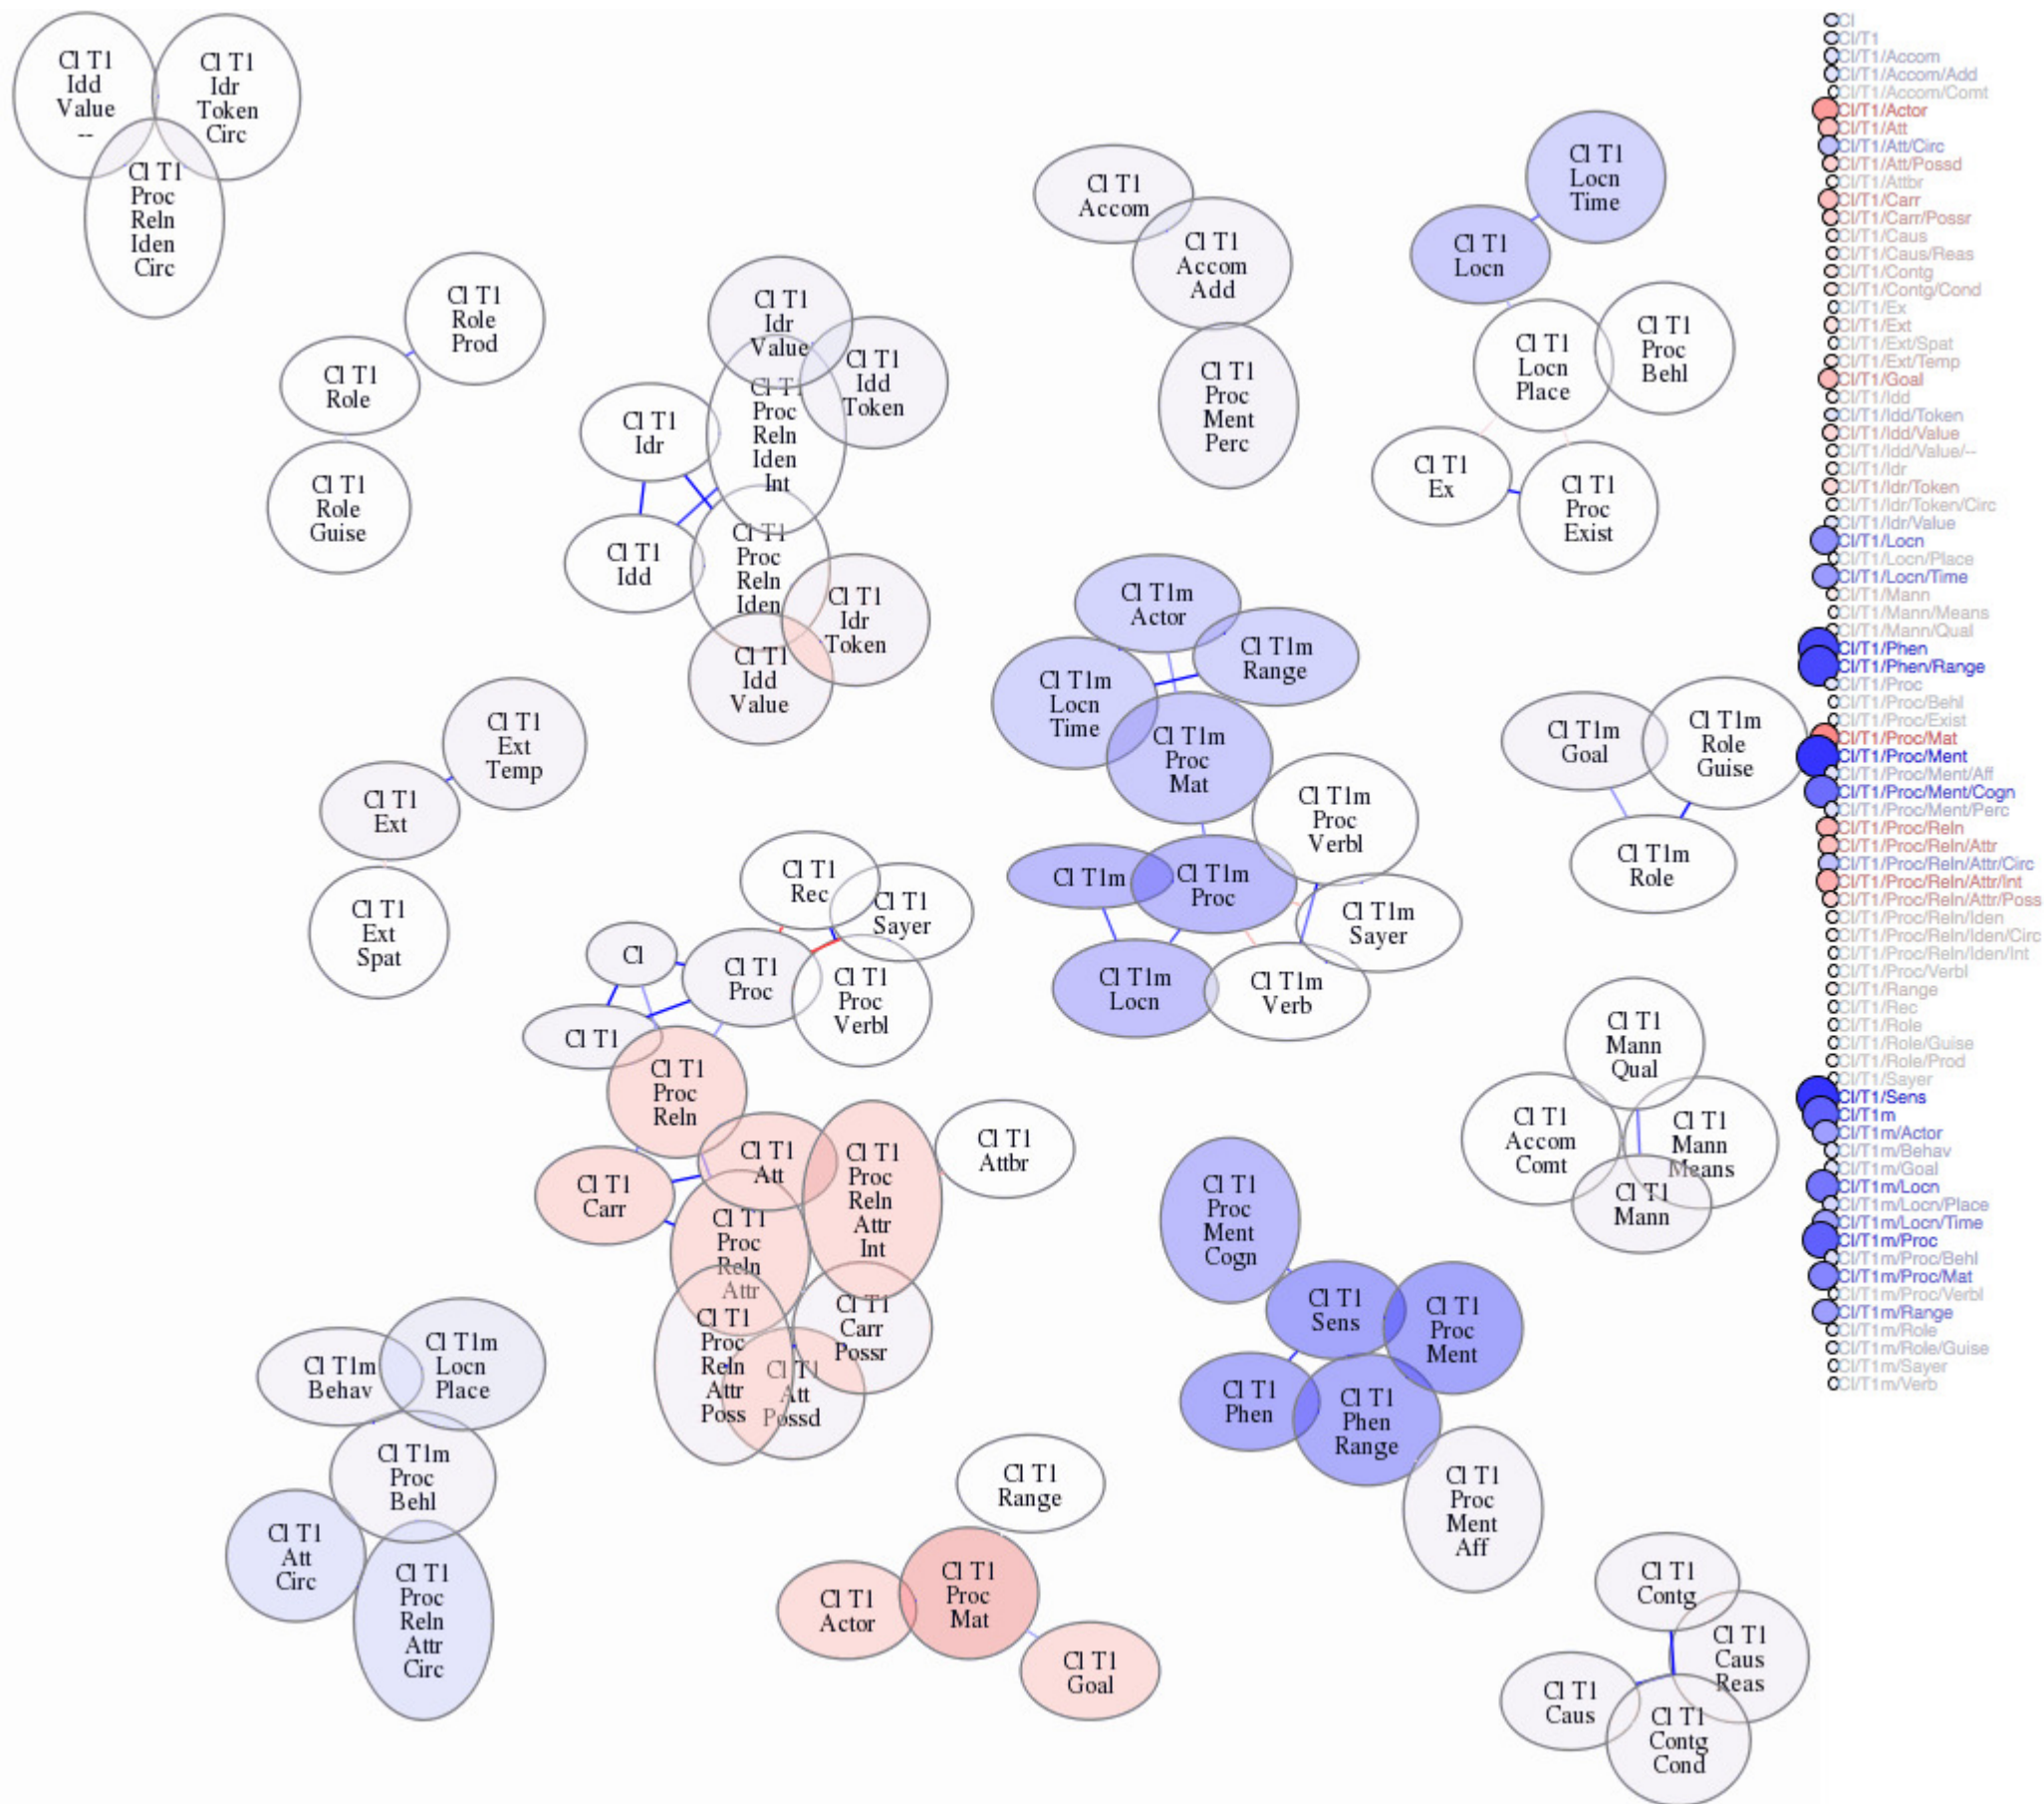 Cl T1
Idd
Value
--
Cl T1
Idr
Token
Circ
Cl T1
Proc
Reln
Iden
Circ
Cl T1
Role
Prod
Cl T1
Role
Cl T1
Role
Guise
Cl T1
Idr
Value
Cl T1
Idd
Token
Cl T1
Proc
Reln
Iden
Int
Cl T1
Idr
Cl T1
Idd
Cl T1
Proc
Reln
Iden
Cl T1
Idr
Token
Cl T1
Idd
Value
Cl T1
Accom
Cl T1
Accom
Add
Cl T1
Proc
Ment
Perc
Cl T1
Locn
Time
Cl T1
Locn
Cl T1
Locn
Place
Cl T1
Proc
Behl
Cl T1
Ex
Cl T1
Proc
Exist
Cl T1
Ext
Temp
Cl T1
Ext
Cl T1
Ext
Spat
Cl T1m
Actor
Cl T1m
Range
Cl T1m
Locn
Time
Cl T1m
Proc
Mat
Cl T1m
Proc
Verbl
Cl T1m
Cl T1m
Proc
Cl T1m
Sayer
Cl T1m
Locn
Cl T1m
Verb
Cl T1m
Goal
Cl T1m
Role
Guise
Cl T1m
Role
Cl T1
Rec
Cl T1
Sayer
Cl
Cl T1
Proc
Cl T1
Proc
Verbl
Cl T1
Cl T1
Proc
Reln
Cl T1
Att
Cl T1
Proc
Reln
Attr
Int
Cl T1
Attbr
Cl T1
Carr
Cl T1
Proc
Reln
Attr
Cl T1
Proc
Reln
Attr
Poss
Cl T1
Carr
Possr
Cl T1
Att
Possd
Cl T1
Mann
Qual
Cl T1
Accom
Comt
Cl T1
Mann
Means
Cl T1
Mann
Cl T1
Proc
Ment
Cogn
Cl T1
Sens
Cl T1
Proc
Ment
Cl T1
Phen
Cl T1
Phen
Range
Cl T1
Proc
Ment
Aff
Cl T1m
Behav
Cl T1m
Locn
Place
Cl T1m
Proc
Behl
Cl T1
Att
Circ
Cl T1
Proc
Reln
Attr
Circ
Cl T1
Range
Cl T1
Actor
Cl T1
Proc
Mat
Cl T1
Goal
Cl T1
Contg
Cl T1
Caus
Reas
Cl T1
Caus
Cl T1
Contg
Cond
Cl
Cl/T1
Cl/T1/Accom
Cl/T1/Accom/Add
Cl/T1/Accom/Comt
Cl/T1/Actor
Cl/T1/Att
Cl/T1/Att/Circ
Cl/T1/Att/Possd
Cl/T1/Attbr
Cl/T1/Carr
Cl/T1/Carr/Possr
Cl/T1/Caus
Cl/T1/Caus/Reas
Cl/T1/Contg
Cl/T1/Contg/Cond
Cl/T1/Ex
Cl/T1/Ext
Cl/T1/Ext/Spat
Cl/T1/Ext/Temp
Cl/T1/Goal
Cl/T1/Idd
Cl/T1/Idd/Token
Cl/T1/Idd/Value
Cl/T1/Idd/Value/--
Cl/T1/Idr
Cl/T1/Idr/Token
Cl/T1/Idr/Token/Circ
Cl/T1/Idr/Value
Cl/T1/Locn
Cl/T1/Locn/Place
Cl/T1/Locn/Time
Cl/T1/Mann
Cl/T1/Mann/Means
Cl/T1/Mann/Qual
Cl/T1/Phen
Cl/T1/Phen/Range
Cl/T1/Proc
Cl/T1/Proc/Behl
Cl/T1/Proc/Exist
Cl/T1/Proc/Mat
Cl/T1/Proc/Ment
Cl/T1/Proc/Ment/Aff
Cl/T1/Proc/Ment/Cogn
Cl/T1/Proc/Ment/Perc
Cl/T1/Proc/Reln
Cl/T1/Proc/Reln/Attr
Cl/T1/Proc/Reln/Attr/Circ
Cl/T1/Proc/Reln/Attr/Int
Cl/T1/Proc/Reln/Attr/Poss
Cl/T1/Proc/Reln/Iden
Cl/T1/Proc/Reln/Iden/Circ
Cl/T1/Proc/Reln/Iden/Int
Cl/T1/Proc/Verbl
Cl/T1/Range
Cl/T1/Rec
Cl/T1/Role
Cl/T1/Role/Guise
Cl/T1/Role/Prod
Cl/T1/Sayer
Cl/T1/Sens
Cl/T1m
Cl/T1m/Actor
Cl/T1m/Behav
Cl/T1m/Goal
Cl/T1m/Locn
Cl/T1m/Locn/Place
Cl/T1m/Locn/Time
Cl/T1m/Proc
Cl/T1m/Proc/Behl
Cl/T1m/Proc/Mat
Cl/T1m/Proc/Verbl
Cl/T1m/Range
Cl/T1m/Role
Cl/T1m/Role/Guise
Cl/T1m/Sayer
Cl/T1m/Verb